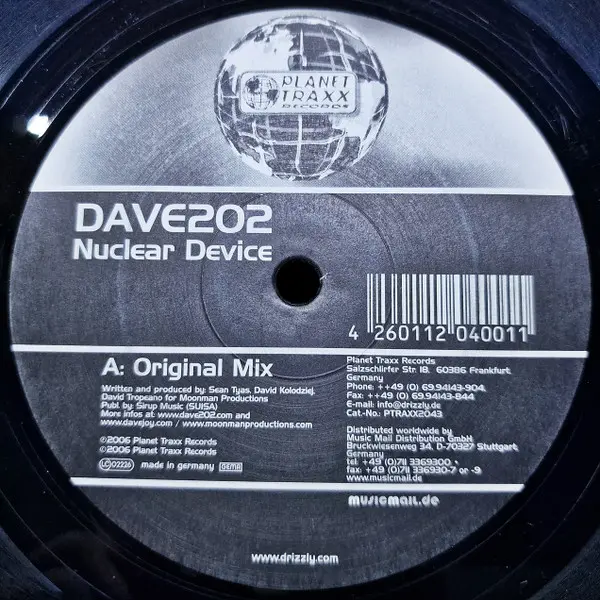 PLANET
TRAXX
RECORDS
DAVE202
Nuclear Device
4 260112 040011
A: Original Mix
Written and produced by: Sean Tyas, David Kolodziej,
David Tropeano for Moonman Productions
Publ. by: Sirup Music (SUISA)
More infos at: www.dave202.com and
www.davejoy.com / www.moonmanproductions.com
℗2006 Planet Traxx Records
©2006 Planet Traxx Records
LC 02226 made in germany GEMA
Planet Traxx Records
Salzschlirfer Str 18, 60386 Frankfurt,
Germany
Phone: ++49 (0) 69.94143-904,
Fax: ++49 (0) 69.94143-844
E-mail: info@drizzly.de
Cat.-No.: PTRAXX2043
Distributed worldwide by
Music Mail Distribution GmbH
Bruckwiesenweg 34, D-70327 Stuttgart,
Germany
tel. +49 (0)711 3369300 *
fax: +49 (0)711 336930-7 or -9
www.musicmail.de
musicmail.de
www.drizzly.com